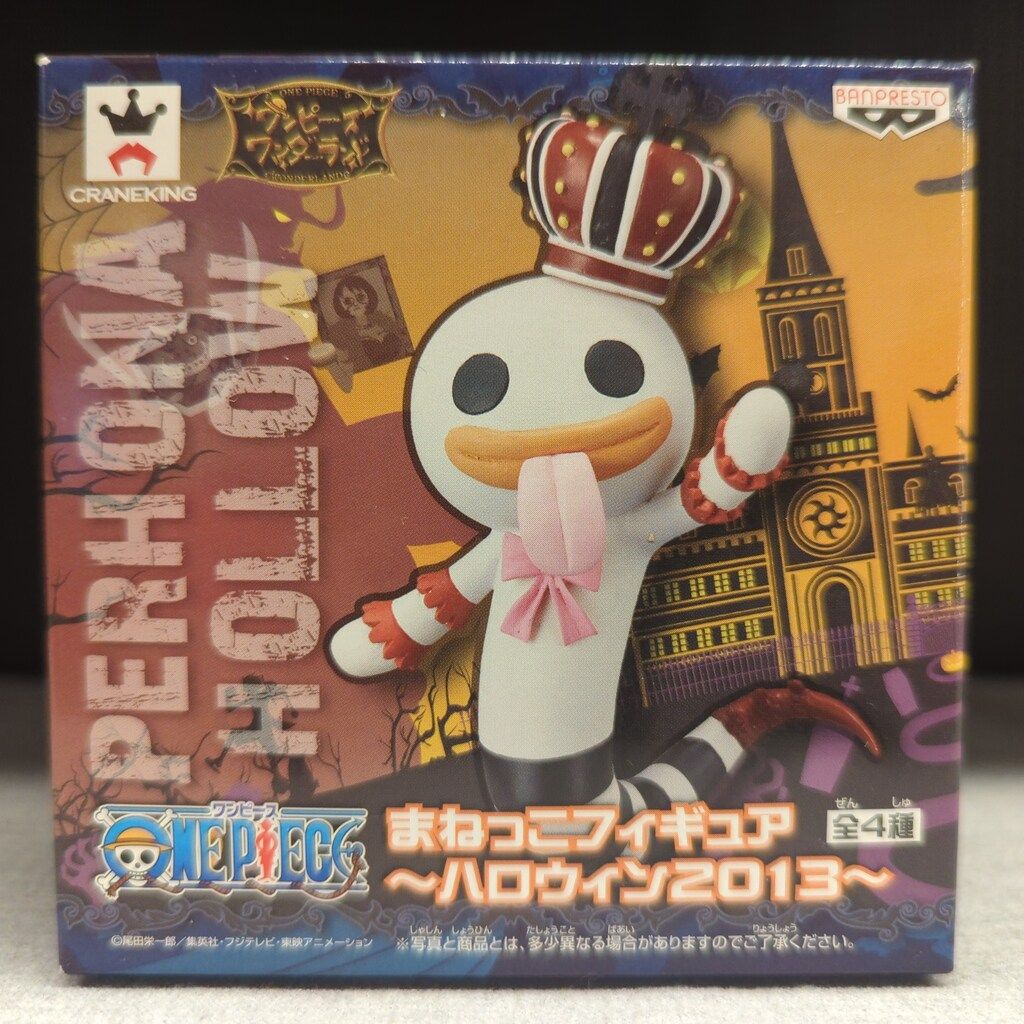 CRANEKING
ONE PIECE'S
ワンピース
ワンダーランド
WONDERLAND
BANPRESTO
PERHONA
HOLLOW
ワンピース
ONE PIECE
まねっこフィギュア
～ハロウィン2013～
ぜん しゅ
全4種
©尾田栄一郎／集英社・フジテレビ・東映アニメーション
しゃしん しょうひん たしょうこと ばあい りょうしょう
※写真と商品とは、多少異なる場合がありますのでご了承ください。